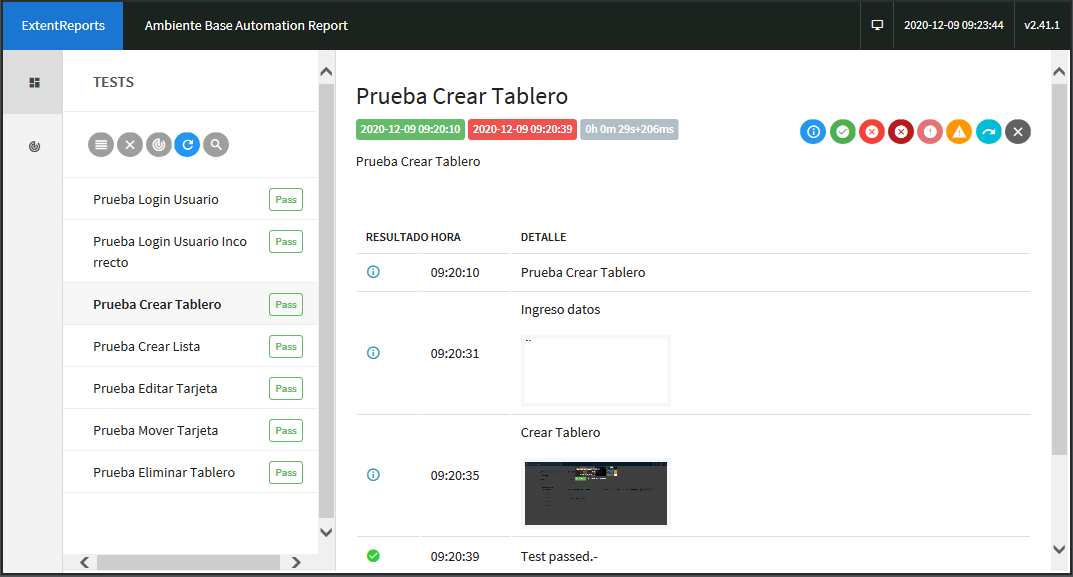 ExtentReports
Ambiente Base Automation Report
2020-12-09 09:23:44
v2.41.1
TESTS
Prueba Login Usuario
Pass
Prueba Login Usuario Inco
rrecto
Pass
Prueba Crear Tablero
Pass
Prueba Crear Lista
Pass
Prueba Editar Tarjeta
Pass
Prueba Mover Tarjeta
Pass
Prueba Eliminar Tablero
Pass
Prueba Crear Tablero
2020-12-09 09:20:10
2020-12-09 09:20:39
0h 0m 29s+206ms
Prueba Crear Tablero
RESULTADO HORA
DETALLE
09:20:10
Prueba Crear Tablero
Ingreso datos
09:20:31
Crear Tablero
09:20:35
09:20:39
Test passed.-